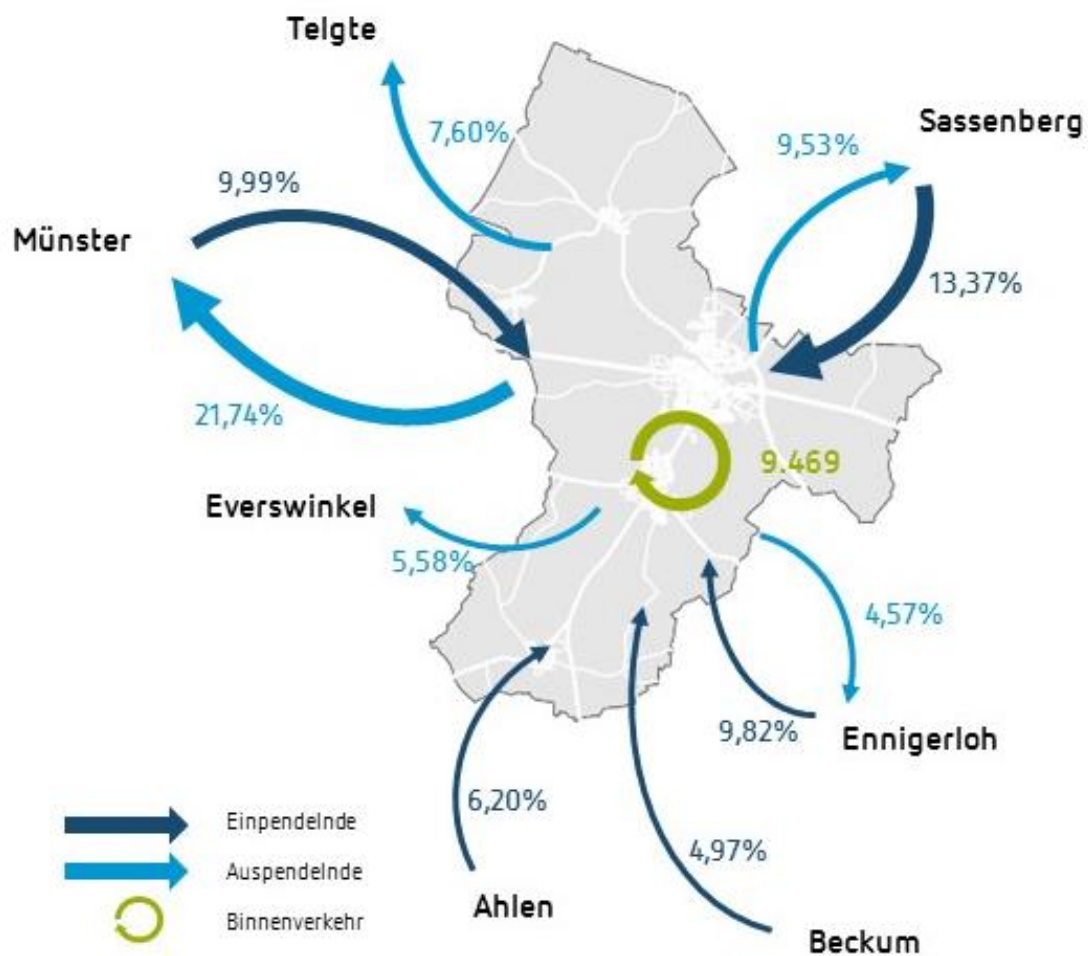 Telgte
7,60%
9,53%
Sassenberg
9,99%
Münster
13,37%
21,74%
9.469
Everswinkel
5,58%
4,57%
9,82%
Ennigerloh
6,20%
4,97%
Ahlen
Beckum
Einpendelnde
Auspendelnde
Binnenverkehr